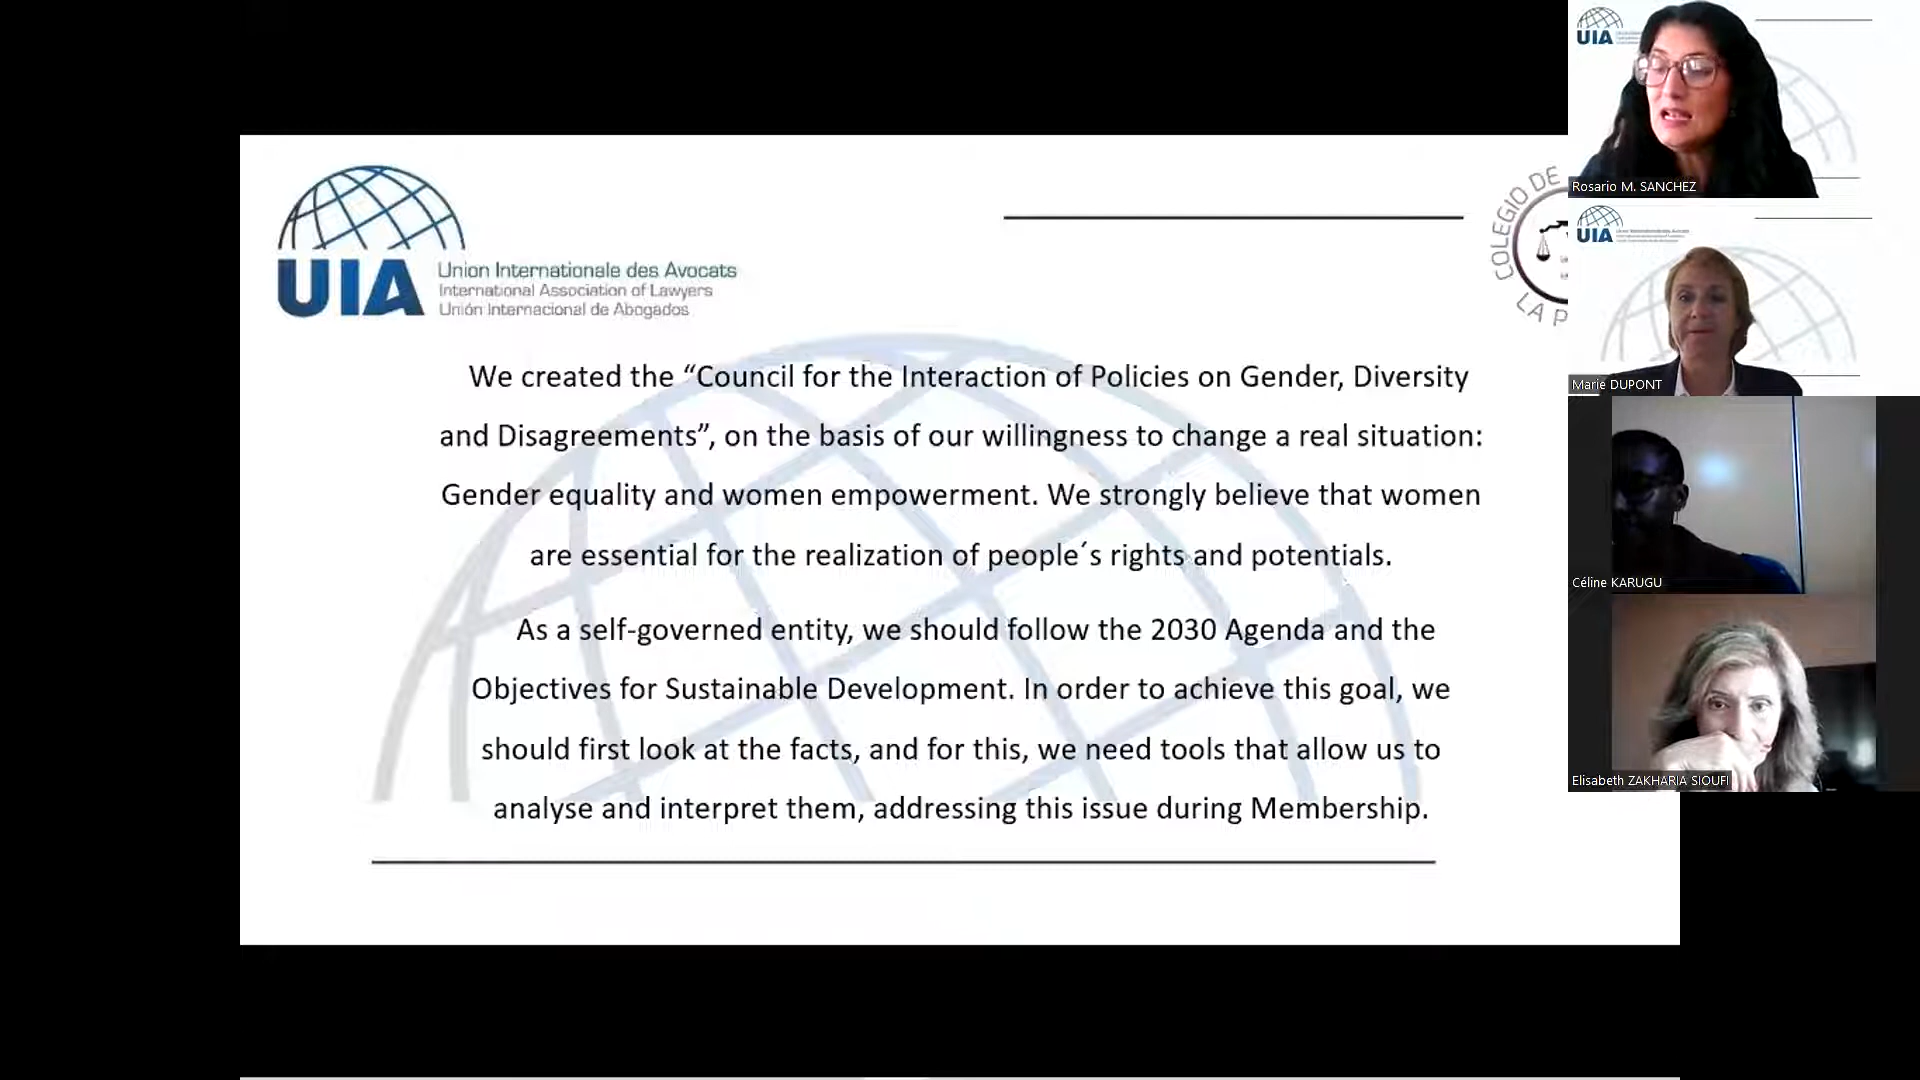 UIA
Union Internationale des Avocats
International Association of Lawyers
Unión Internacional de Abogados
COLEGIO DE
LA P
We created the “Council for the Interaction of Policies on Gender, Diversity
and Disagreements”, on the basis of our willingness to change a real situation:
Gender equality and women empowerment. We strongly believe that women
are essential for the realization of people´s rights and potentials.
As a self-governed entity, we should follow the 2030 Agenda and the
Objectives for Sustainable Development. In order to achieve this goal, we
should first look at the facts, and for this, we need tools that allow us to
analyse and interpret them, addressing this issue during Membership.
UIA
Rosario M. SANCHEZ
UIA
Marie DUPONT
Céline KARUGU
Elisabeth ZAKHARIA SIOUFI